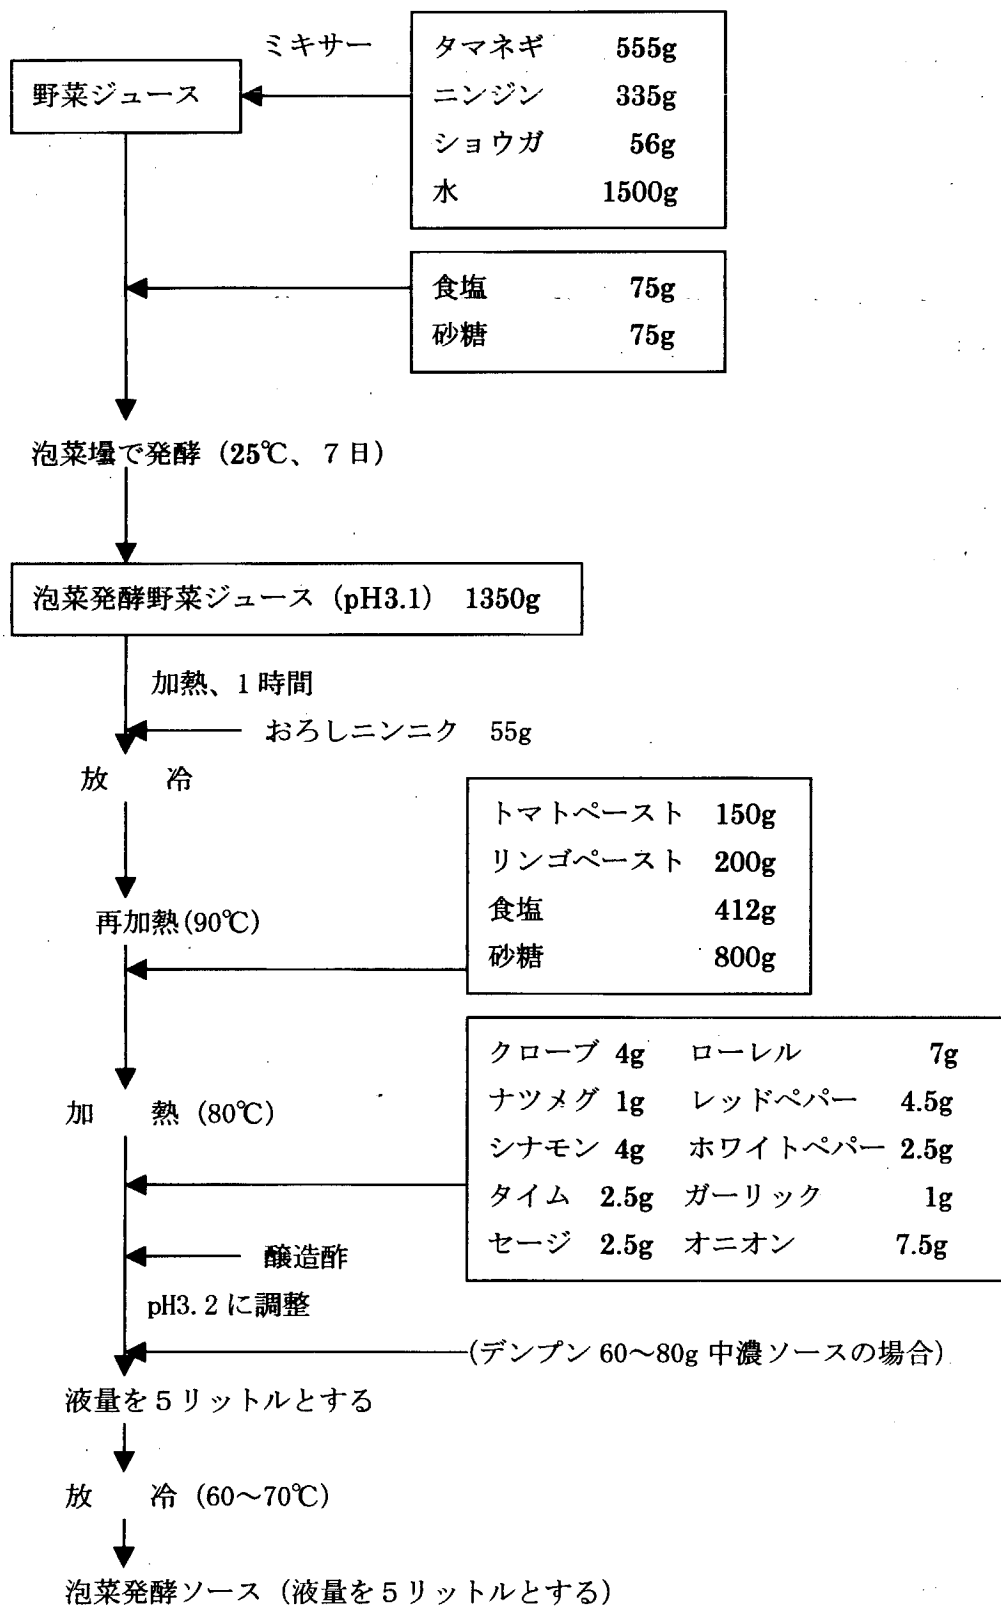 ミキサー
タマネギ 555g
野菜ジュース
ニンジン 335g
ショウガ 56g
水 1500g
食塩 75g
砂糖 75g
泡菜壜で発酵（25℃、７日）
泡菜発酵野菜ジュース（pH3.1） 1350g
加熱、1時間
おろしニンニク 55g
放　　冷
トマトペースト 150g
リンゴペースト 200g
食塩 412g
砂糖 800g
再加熱(90℃)
クローブ 4g ローレル 7g
ナツメグ 1g レッドペパー 4.5g
シナモン 4g ホワイトペパー 2.5g
タイム 2.5g ガーリック 1g
セージ 2.5g オニオン 7.5g
加　　熱（80℃）
醸造酢
pH3.2に調整
(デンプン 60～80g 中濃ソースの場合)
液量を５リットルとする
放　　冷（60～70℃）
泡菜発酵ソース（液量を５リットルとする）